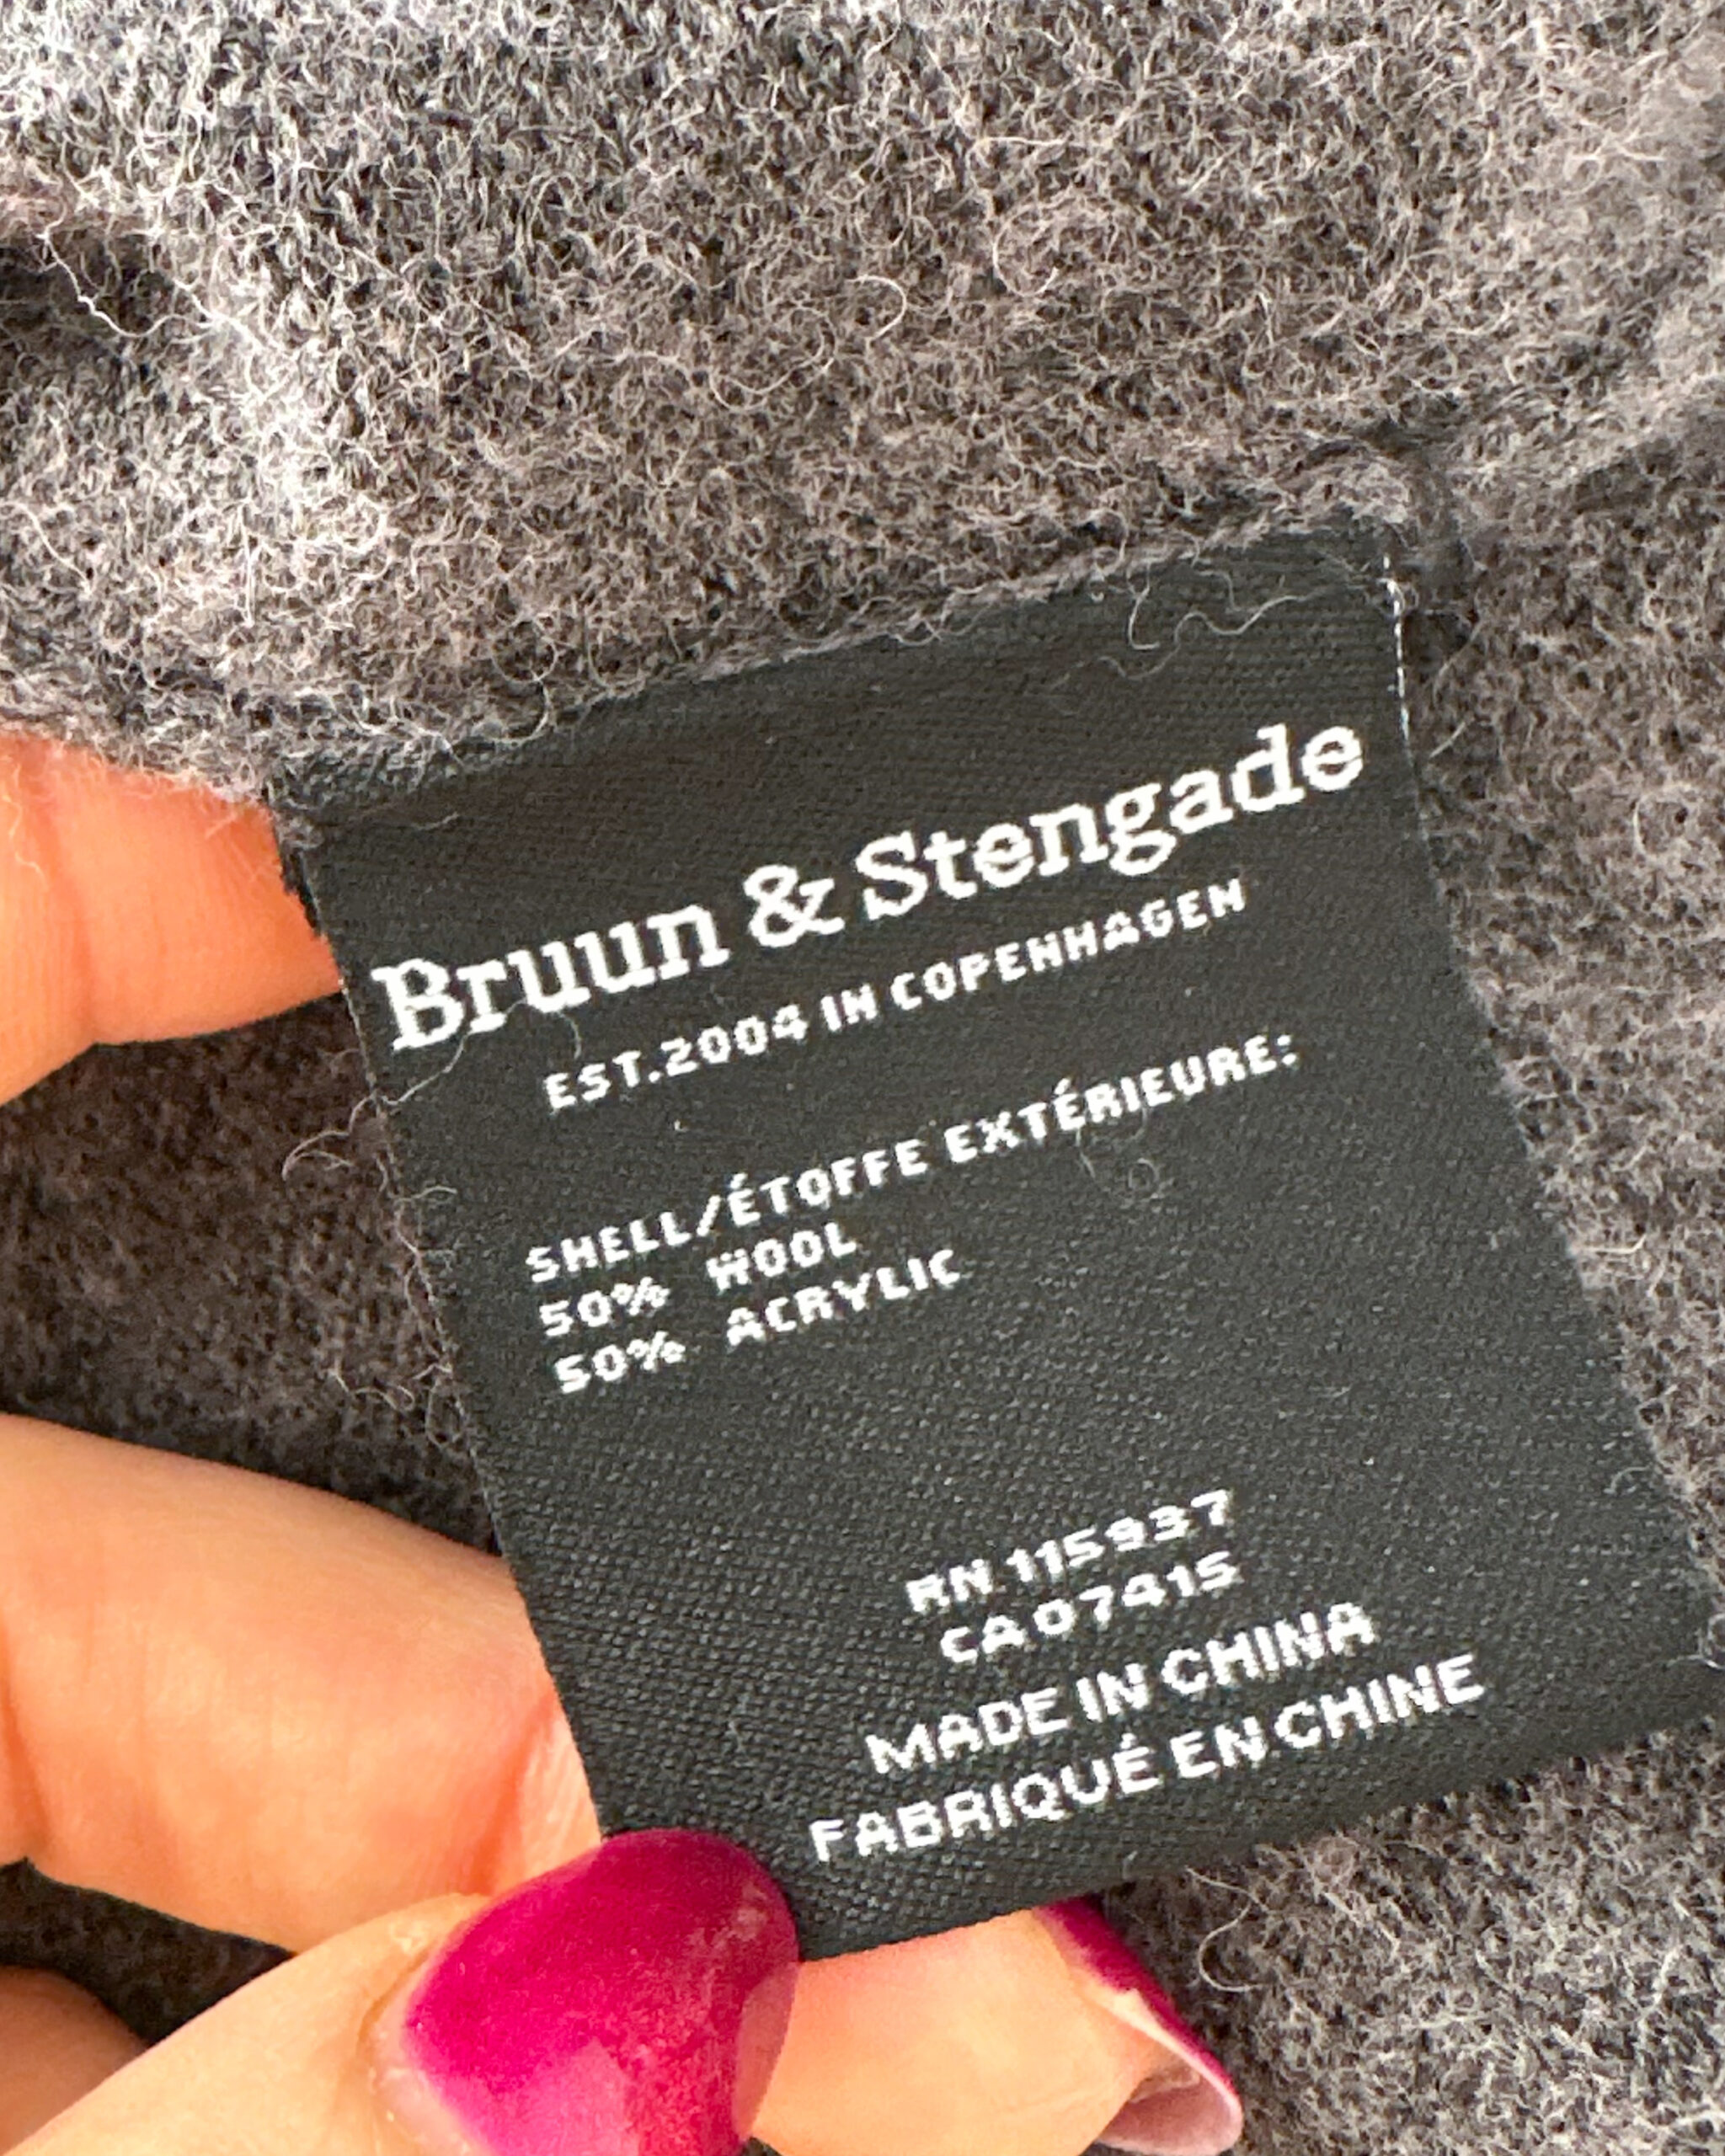 Bruun & Stengade
EST.2004 IN COPENHAGEN
SHELL/ÉTOFFE EXTÉRIEURE:
50% WOOL
50% ACRYLIC
RN 115937
CA 07415
MADE IN CHINA
FABRIQUÉ EN CHINE